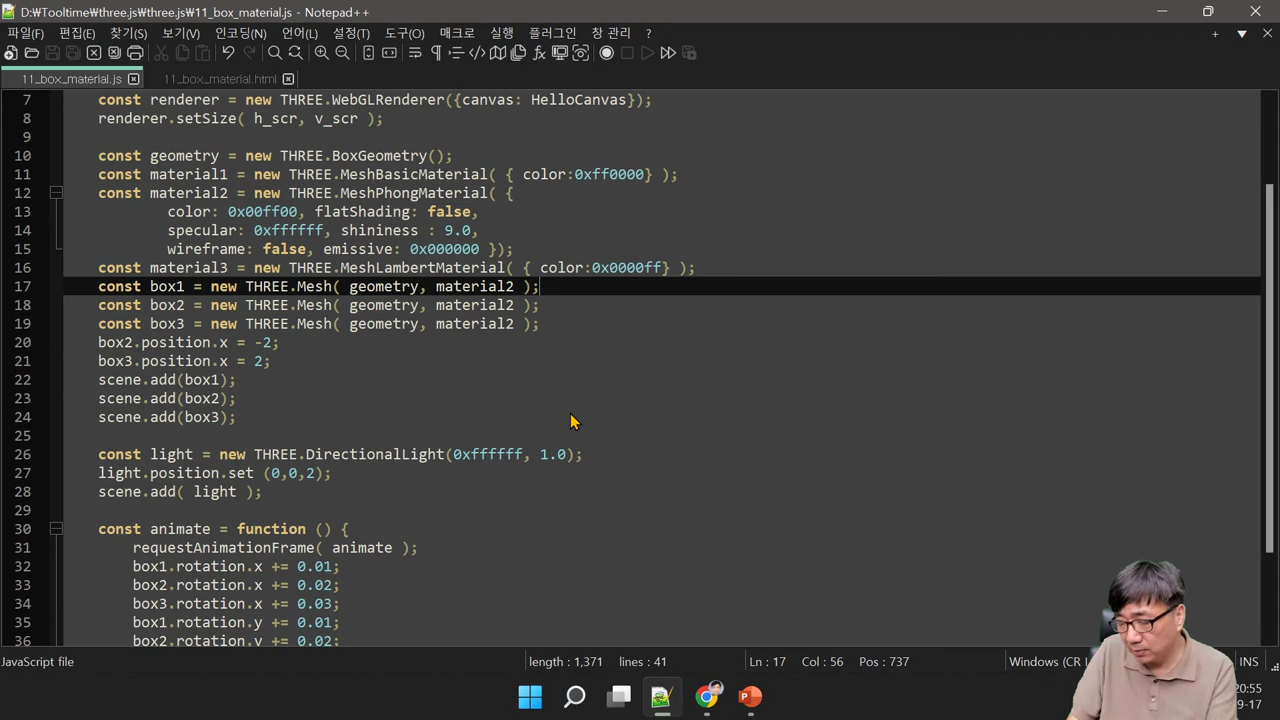 D:₩Tooltime₩three.js₩three.js₩11_box_material.js - Notepad++
파일(F) 편집(E) 찾기(S) 보기(V) 인코딩(N) 언어(L) 설정(T) 도구(O) 매크로 실행 플러그인 창 관리 ?
11_box_material.js 11_box_material.html
7 const renderer = new THREE.WebGLRenderer({canvas: HelloCanvas});
8 renderer.setSize( h_scr, v_scr );
9
10 const geometry = new THREE.BoxGeometry();
11 const material1 = new THREE.MeshBasicMaterial( { color:0xff0000} );
12 const material2 = new THREE.MeshPhongMaterial( {
13 color: 0x00ff00, flatShading: false,
14 specular: 0xffffff, shininess : 9.0,
15 wireframe: false, emissive: 0x000000 });
16 const material3 = new THREE.MeshLambertMaterial( { color:0x0000ff} );
17 const box1 = new THREE.Mesh( geometry, material2 );
18 const box2 = new THREE.Mesh( geometry, material2 );
19 const box3 = new THREE.Mesh( geometry, material2 );
20 box2.position.x = -2;
21 box3.position.x = 2;
22 scene.add(box1);
23 scene.add(box2);
24 scene.add(box3);
25
26 const light = new THREE.DirectionalLight(0xffffff, 1.0);
27 light.position.set (0,0,2);
28 scene.add( light );
29
30 const animate = function () {
31 requestAnimationFrame( animate );
32 box1.rotation.x += 0.01;
33 box2.rotation.x += 0.02;
34 box3.rotation.x += 0.03;
35 box1.rotation.y += 0.01;
36 box2.rotation.y += 0.02;
JavaScript file length : 1,371 lines : 41 Ln : 17 Col : 56 Pos : 737 Windows (CR L INS
20:55
9-17